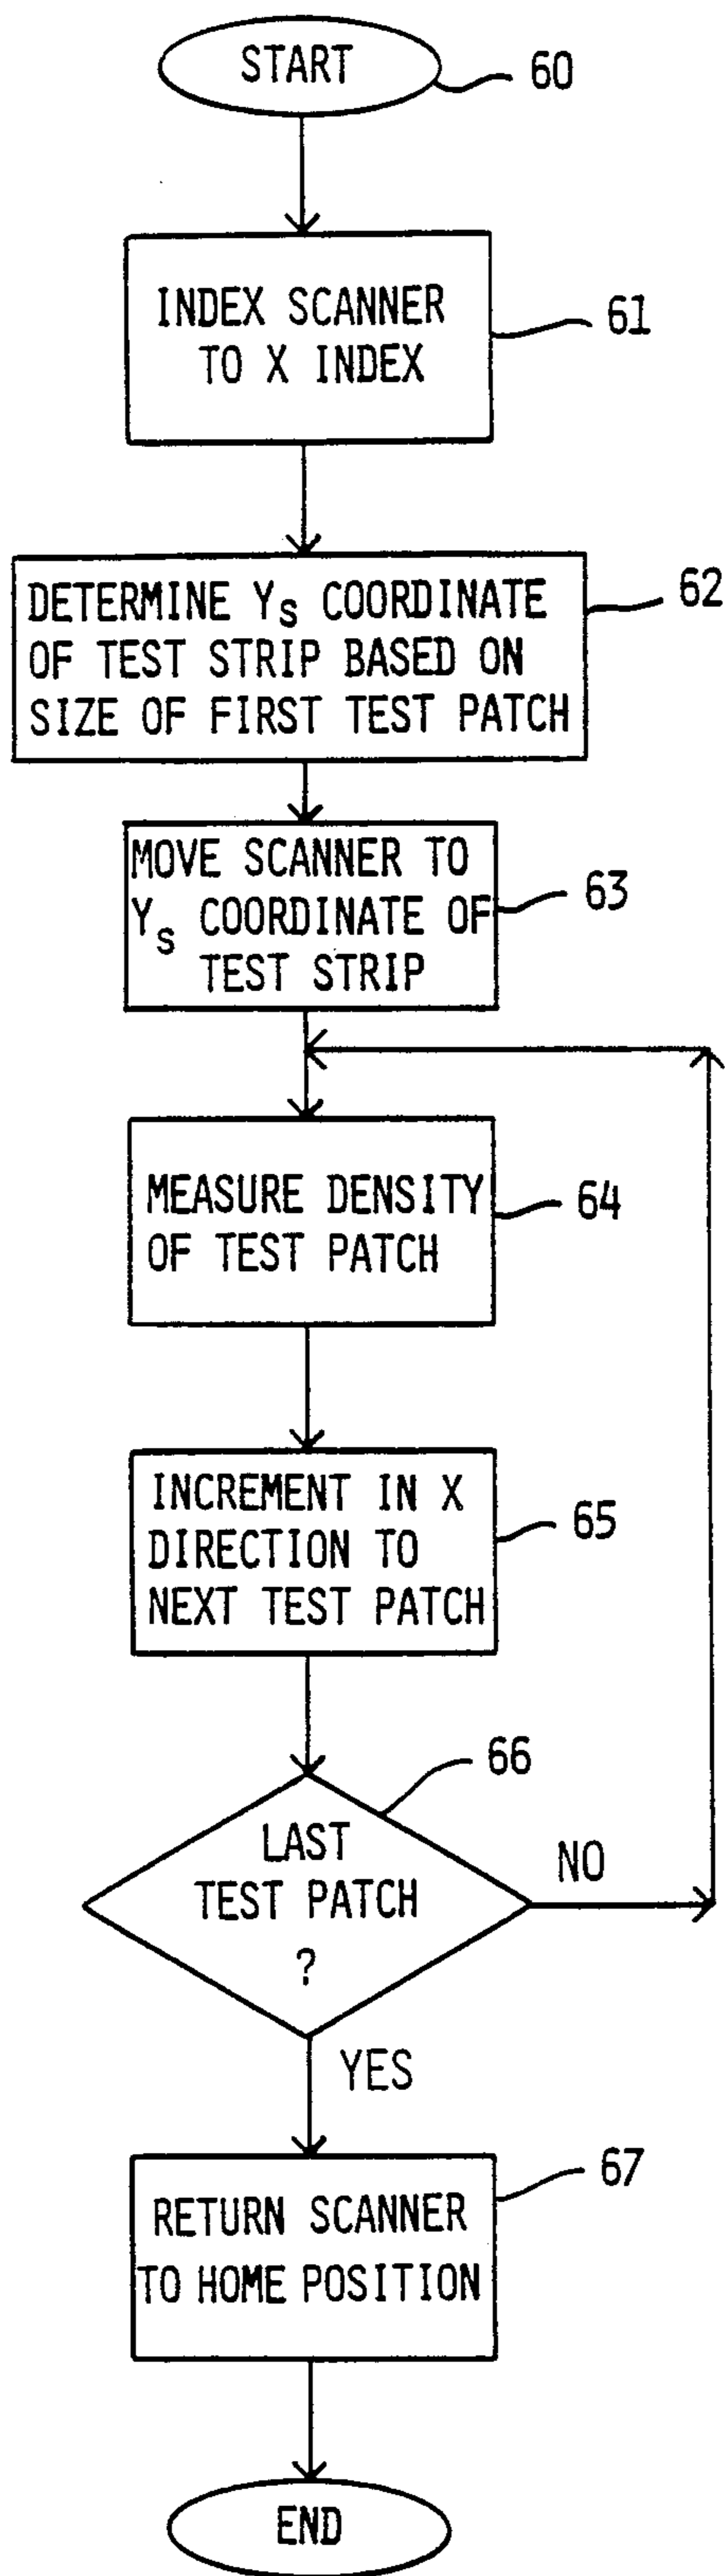 START
60
INDEX SCANNER
TO X INDEX
61
DETERMINE Ys COORDINATE
OF TEST STRIP BASED ON
SIZE OF FIRST TEST PATCH
62
MOVE SCANNER TO
Ys COORDINATE OF
TEST STRIP
63
MEASURE DENSITY
OF TEST PATCH
64
INCREMENT IN X
DIRECTION TO
NEXT TEST PATCH
65
66
LAST
TEST PATCH
?
NO
YES
RETURN SCANNER
TO HOME POSITION
67
END